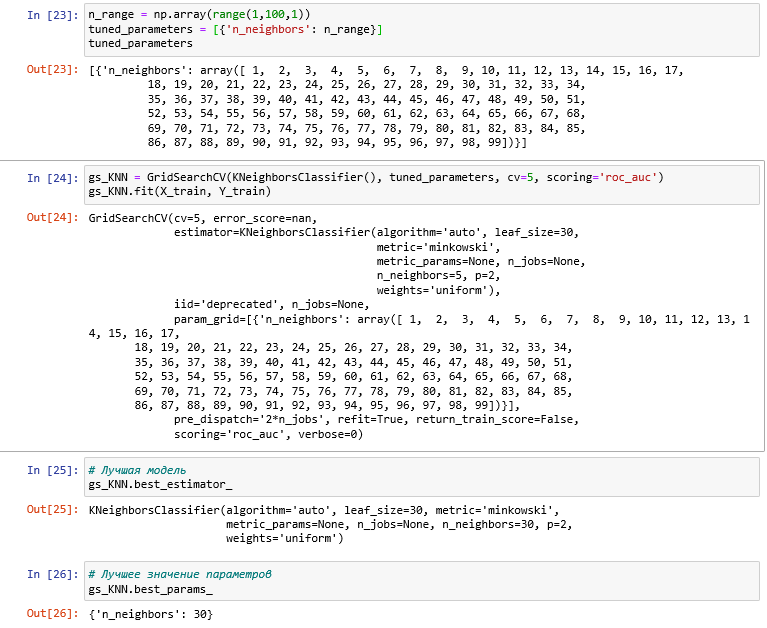 In [23]: n_range = np.array(range(1,100,1))
tuned_parameters = [{'n_neighbors': n_range}]
tuned_parameters
Out[23]: [{'n_neighbors': array([ 1,  2,  3,  4,  5,  6,  7,  8,  9, 10, 11, 12, 13, 14, 15, 16, 17,
18, 19, 20, 21, 22, 23, 24, 25, 26, 27, 28, 29, 30, 31, 32, 33, 34,
35, 36, 37, 38, 39, 40, 41, 42, 43, 44, 45, 46, 47, 48, 49, 50, 51,
52, 53, 54, 55, 56, 57, 58, 59, 60, 61, 62, 63, 64, 65, 66, 67, 68,
69, 70, 71, 72, 73, 74, 75, 76, 77, 78, 79, 80, 81, 82, 83, 84, 85,
86, 87, 88, 89, 90, 91, 92, 93, 94, 95, 96, 97, 98, 99])}]
In [24]: gs_KNN = GridSearchCV(KNeighborsClassifier(), tuned_parameters, cv=5, scoring='roc_auc')
gs_KNN.fit(X_train, Y_train)
Out[24]: GridSearchCV(cv=5, error_score=nan,
estimator=KNeighborsClassifier(algorithm='auto', leaf_size=30,
metric='minkowski',
metric_params=None, n_jobs=None,
n_neighbors=5, p=2,
weights='uniform'),
iid='deprecated', n_jobs=None,
param_grid=[{'n_neighbors': array([ 1,  2,  3,  4,  5,  6,  7,  8,  9, 10, 11, 12, 13, 1
4, 15, 16, 17,
18, 19, 20, 21, 22, 23, 24, 25, 26, 27, 28, 29, 30, 31, 32, 33, 34,
35, 36, 37, 38, 39, 40, 41, 42, 43, 44, 45, 46, 47, 48, 49, 50, 51,
52, 53, 54, 55, 56, 57, 58, 59, 60, 61, 62, 63, 64, 65, 66, 67, 68,
69, 70, 71, 72, 73, 74, 75, 76, 77, 78, 79, 80, 81, 82, 83, 84, 85,
86, 87, 88, 89, 90, 91, 92, 93, 94, 95, 96, 97, 98, 99])}],
pre_dispatch='2*n_jobs', refit=True, return_train_score=False,
scoring='roc_auc', verbose=0)
In [25]: # Лучшая модель
gs_KNN.best_estimator_
Out[25]: KNeighborsClassifier(algorithm='auto', leaf_size=30, metric='minkowski',
metric_params=None, n_jobs=None, n_neighbors=30, p=2,
weights='uniform')
In [26]: # Лучшее значение параметров
gs_KNN.best_params_
Out[26]: {'n_neighbors': 30}